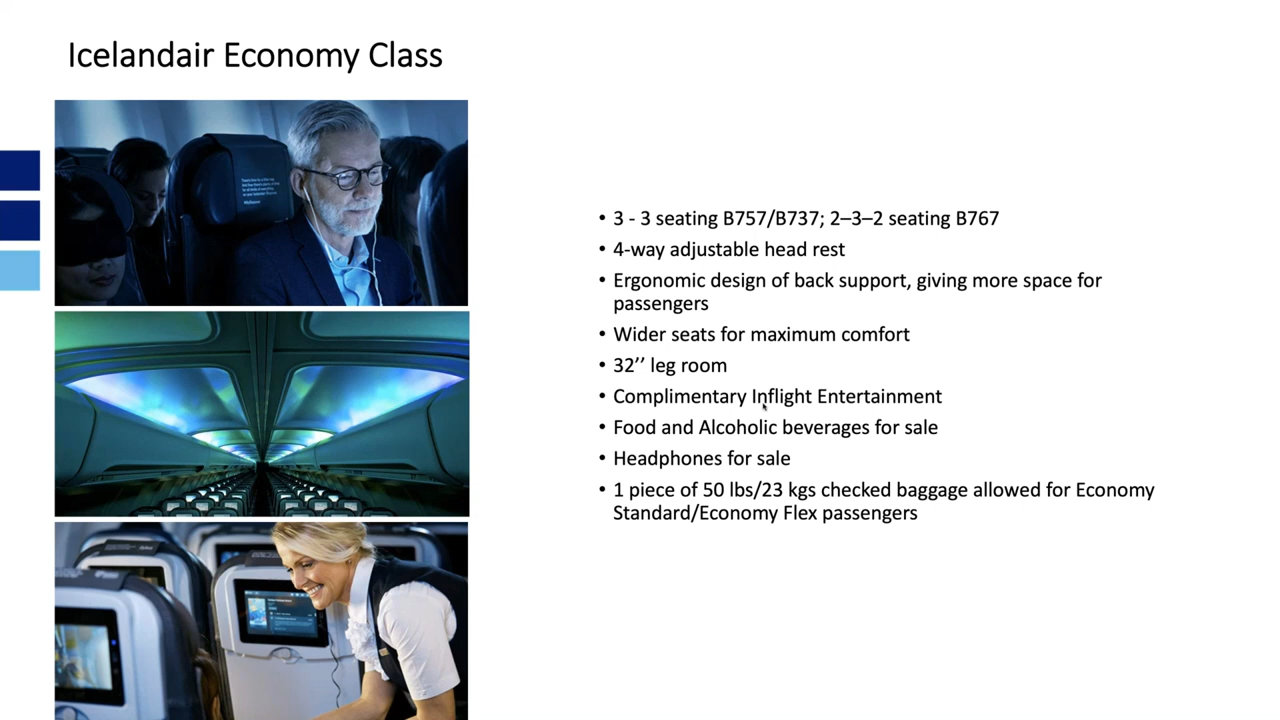 Icelandair Economy Class
• 3 - 3 seating B757/B737; 2–3–2 seating B767
• 4-way adjustable head rest
• Ergonomic design of back support, giving more space for
passengers
• Wider seats for maximum comfort
• 32’’ leg room
• Complimentary Inflight Entertainment
• Food and Alcoholic beverages for sale
• Headphones for sale
• 1 piece of 50 lbs/23 kgs checked baggage allowed for Economy
Standard/Economy Flex passengers